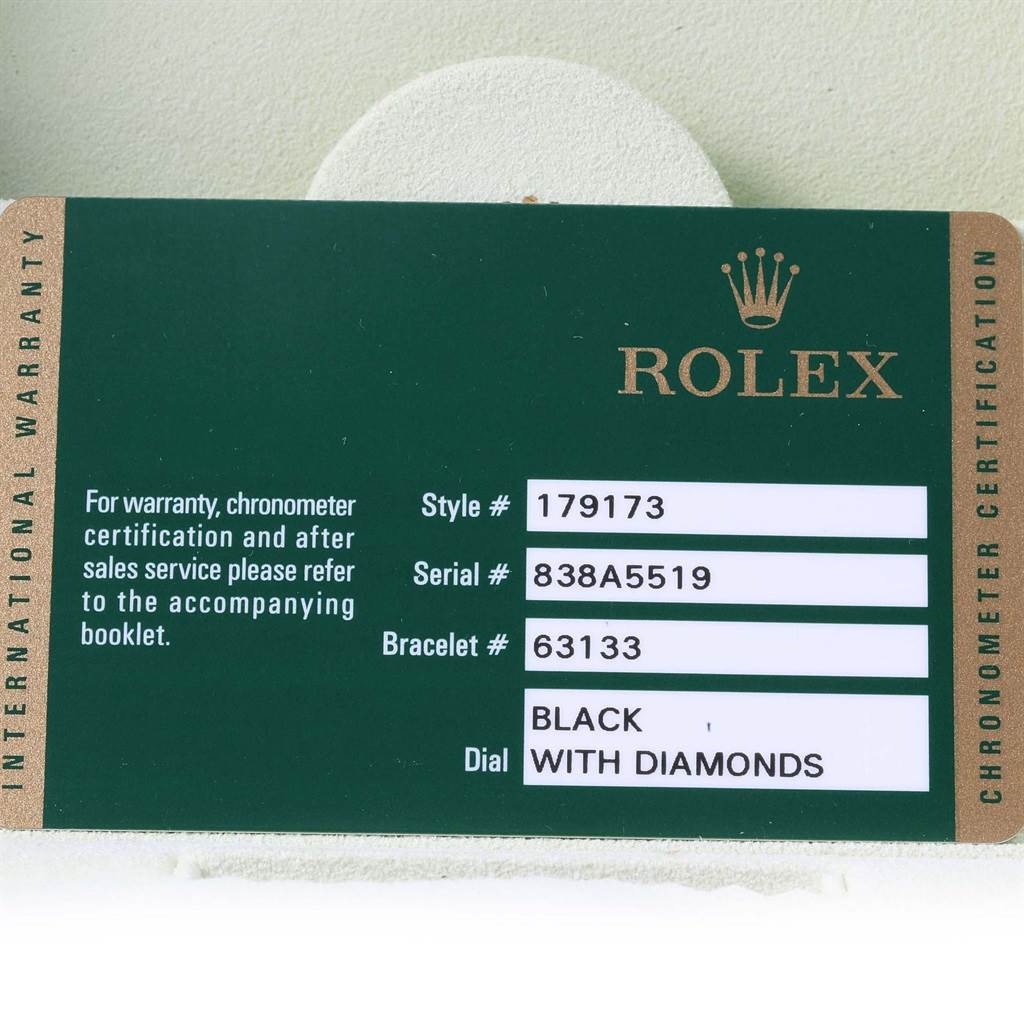 INTERNATIONAL WARRANTY
ROLEX
For warranty, chronometer
certification and after
sales service please refer
to the accompanying
booklet.
Style # 179173
Serial # 838A5519
Bracelet # 63133
BLACK
Dial WITH DIAMONDS
CHRONOMETER CERTIFICATION